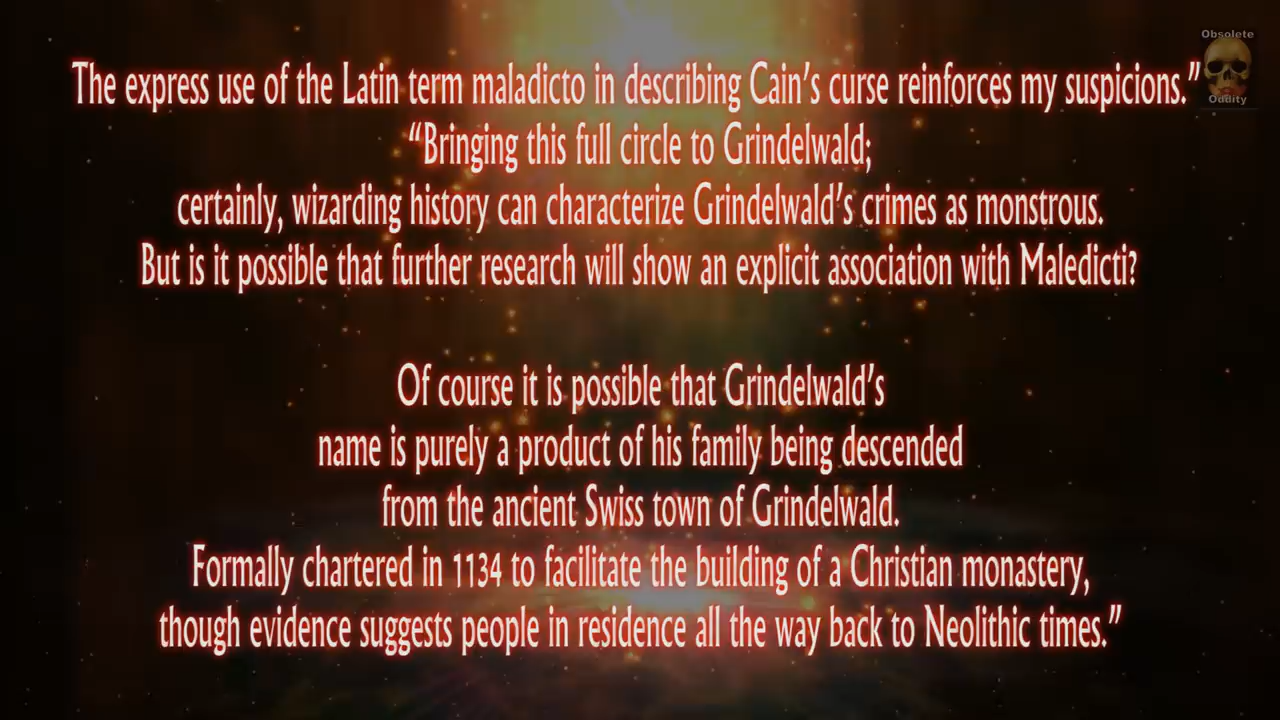 Obsolete
Oddity
The express use of the Latin term maladicto in describing Cain's curse reinforces my suspicions.”
“Bringing this full circle to Grindelwald;
certainly, wizarding history can characterize Grindelwald's crimes as monstrous.
But is it possible that further research will show an explicit association with Maledicti?
Of course it is possible that Grindelwald's
name is purely a product of his family being descended
from the ancient Swiss town of Grindelwald.
Formally chartered in 1134 to facilitate the building of a Christian monastery,
though evidence suggests people in residence all the way back to Neolithic times.”